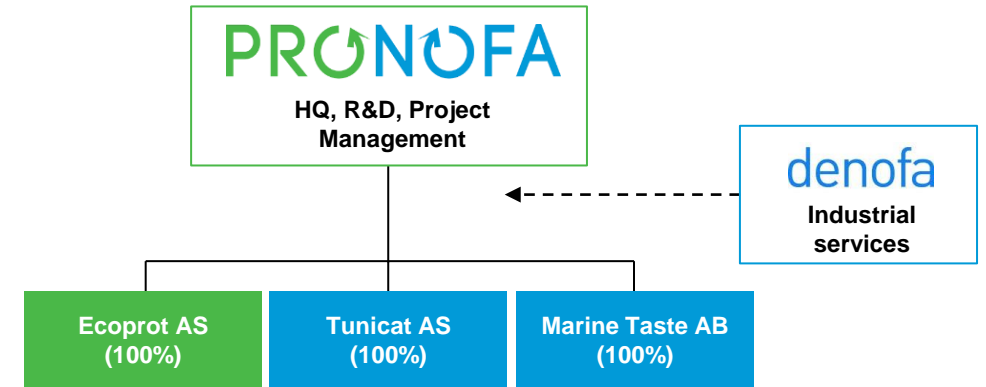 PRONOFA
HQ, R&D, Project
Management
denofa
Industrial
services
Ecoprot AS
(100%)
Tunicat AS
(100%)
Marine Taste AB
(100%)